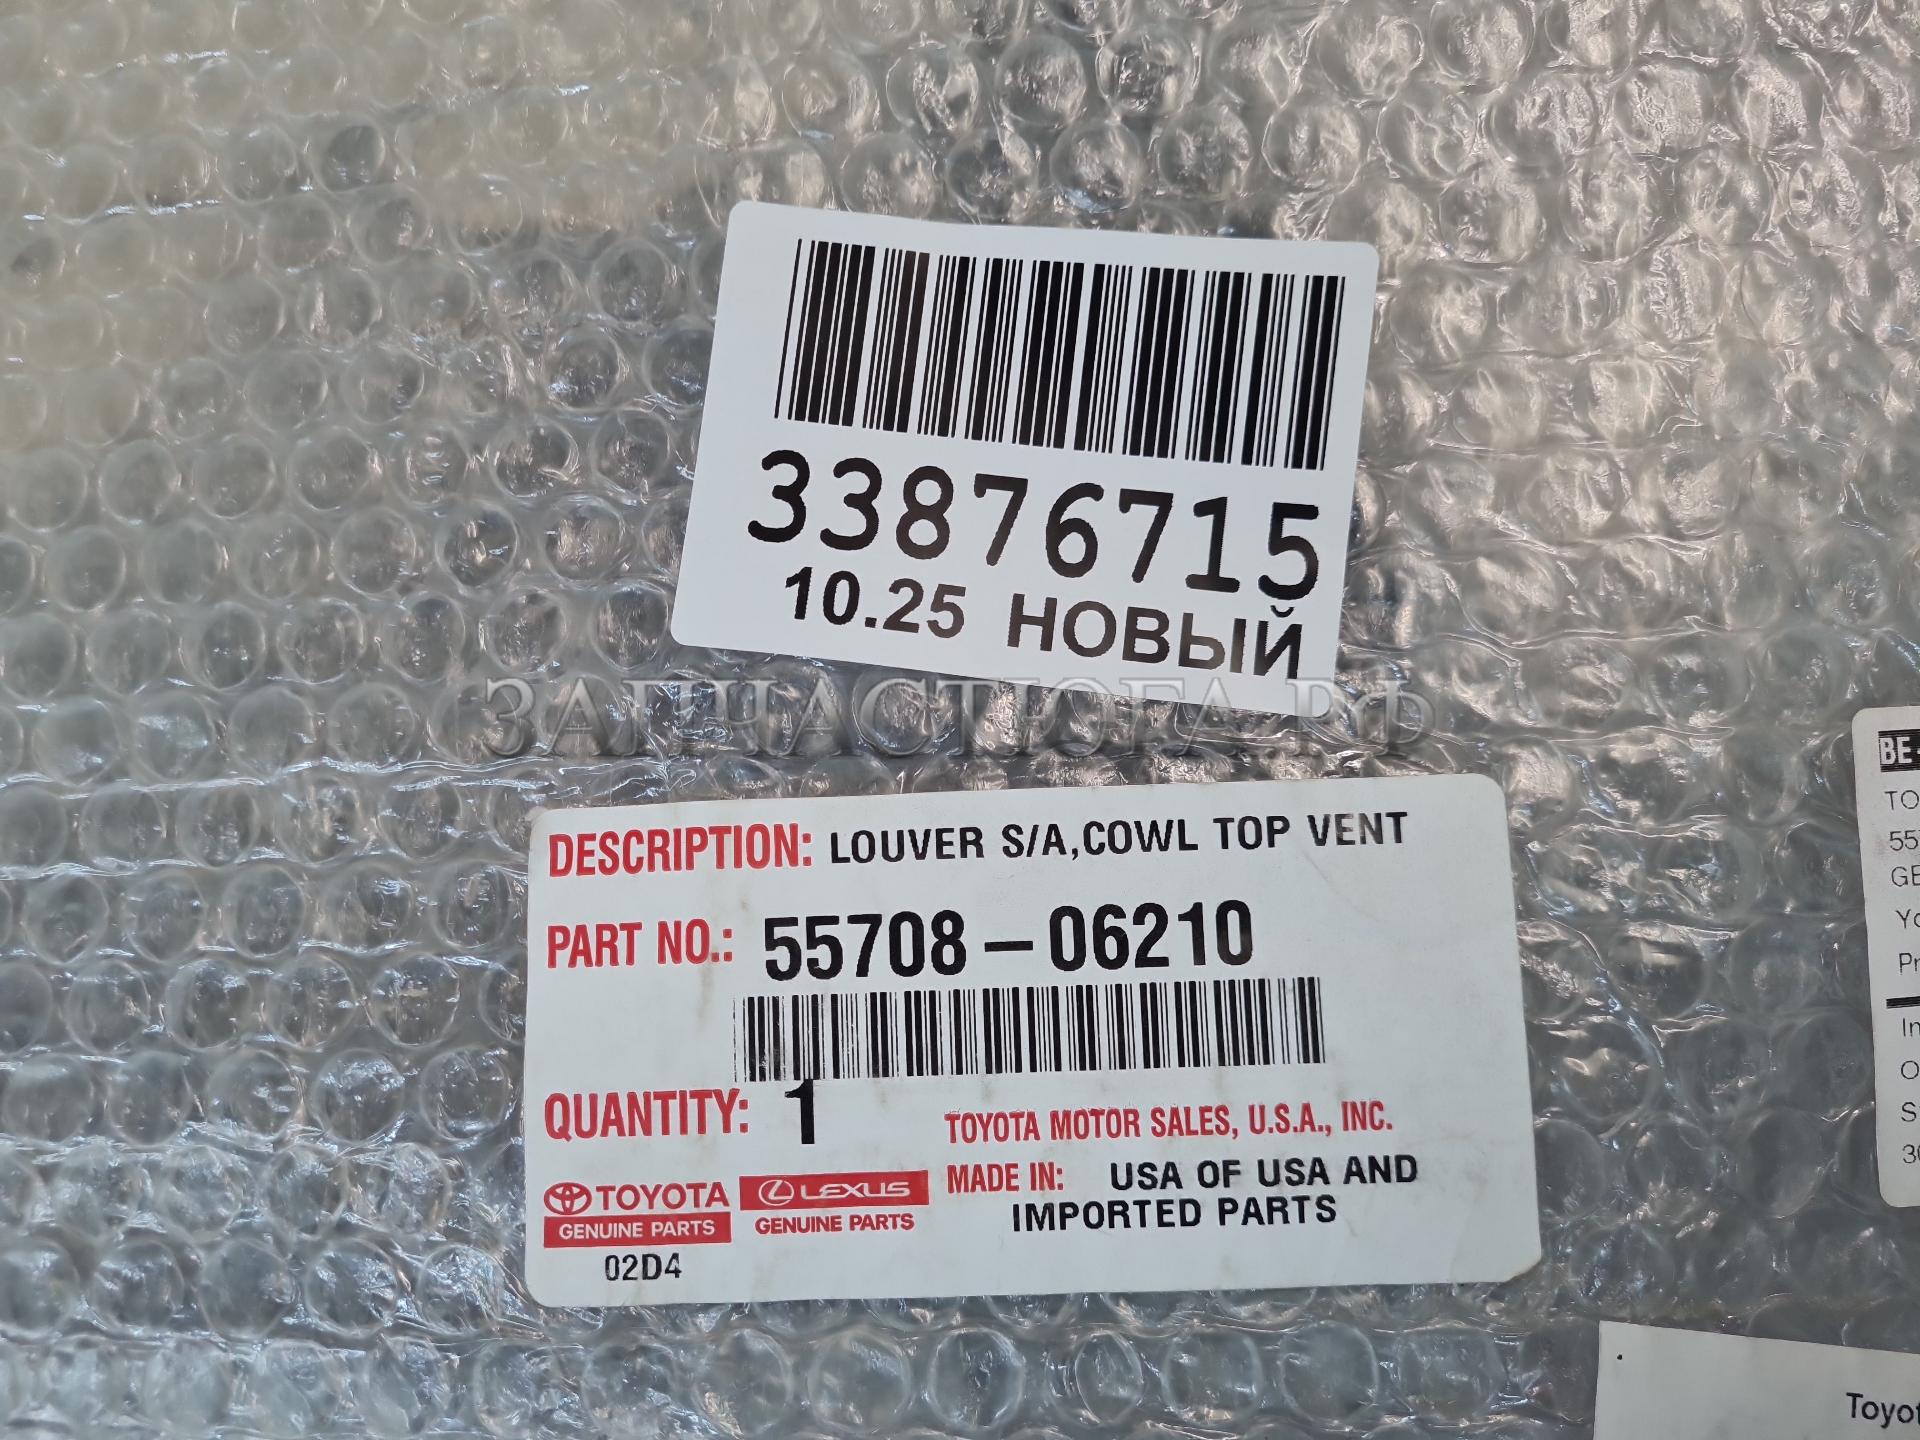 33876715
10.25 НОВЫЙ
ЗАПЧАСТЮГА.РФ
DESCRIPTION: LOUVER S/A,COWL TOP VENT
PART NO.: 55708-06210
QUANTITY: 1
TOYOTA MOTOR SALES, U.S.A., INC.
MADE IN: USA OF USA AND
IMPORTED PARTS
TOYOTA
GENUINE PARTS
LEXUS
GENUINE PARTS
02D4
BE